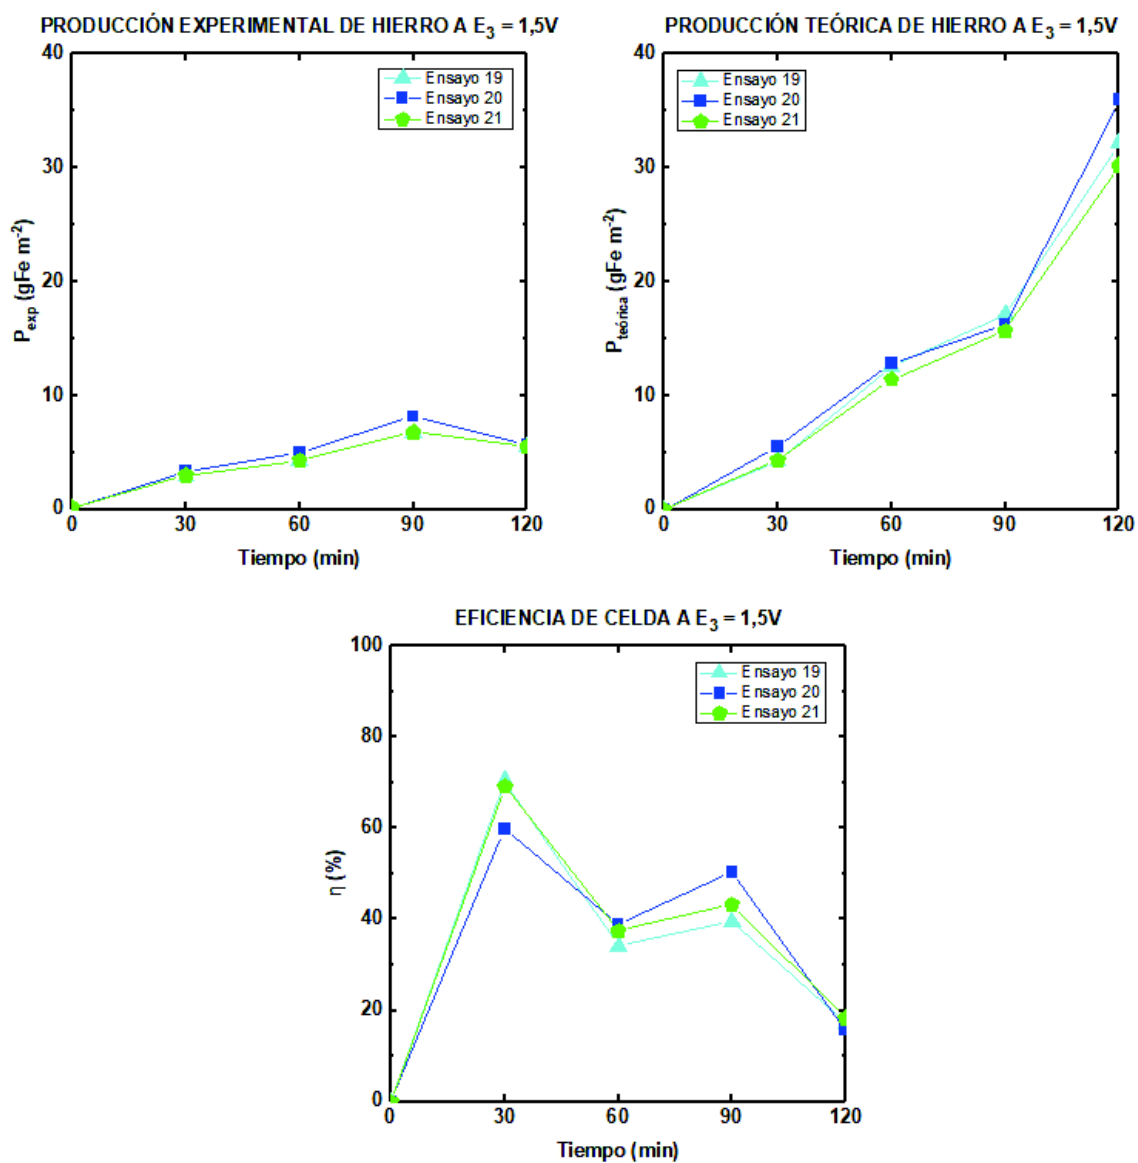 PRODUCCIÓN EXPERIMENTAL DE HIERRO A E3 = 1,5V
40
30
20
10
0
Pexp (gFe m-2)
Ensayo 19
Ensayo 20
Ensayo 21
0 30 60 90 120
Tiempo (min)
PRODUCCIÓN TEÓRICA DE HIERRO A E3 = 1,5V
40
30
20
10
0
Pteórica (gFe m-2)
Ensayo 19
Ensayo 20
Ensayo 21
0 30 60 90 120
Tiempo (min)
EFICIENCIA DE CELDA A E3 = 1,5V
100
80
60
40
20
0
η (%)
Ensayo 19
Ensayo 20
Ensayo 21
0 30 60 90 120
Tiempo (min)